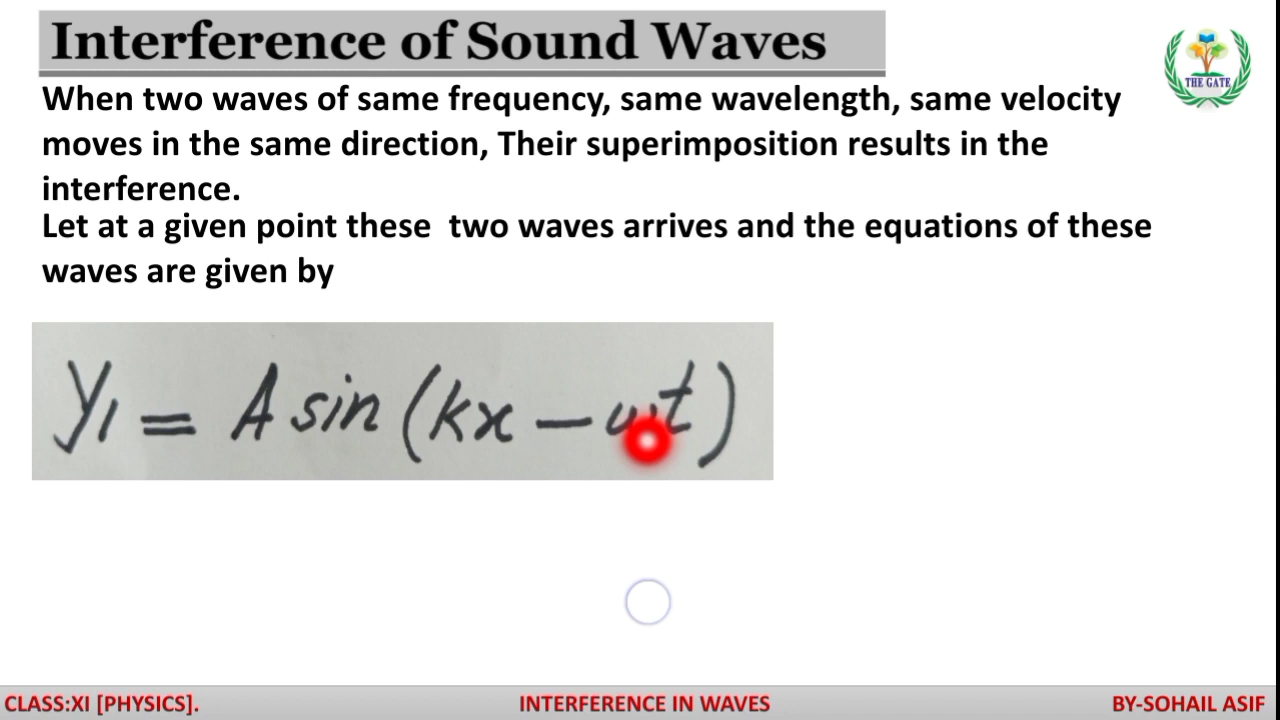 Interference of Sound Waves
THE GATE
When two waves of same frequency, same wavelength, same velocity
moves in the same direction, Their superimposition results in the
interference.
Let at a given point these two waves arrives and the equations of these
waves are given by
y1 = A sin (kx - ωt)
CLASS:XI [PHYSICS].
INTERFERENCE IN WAVES
BY-SOHAIL ASIF